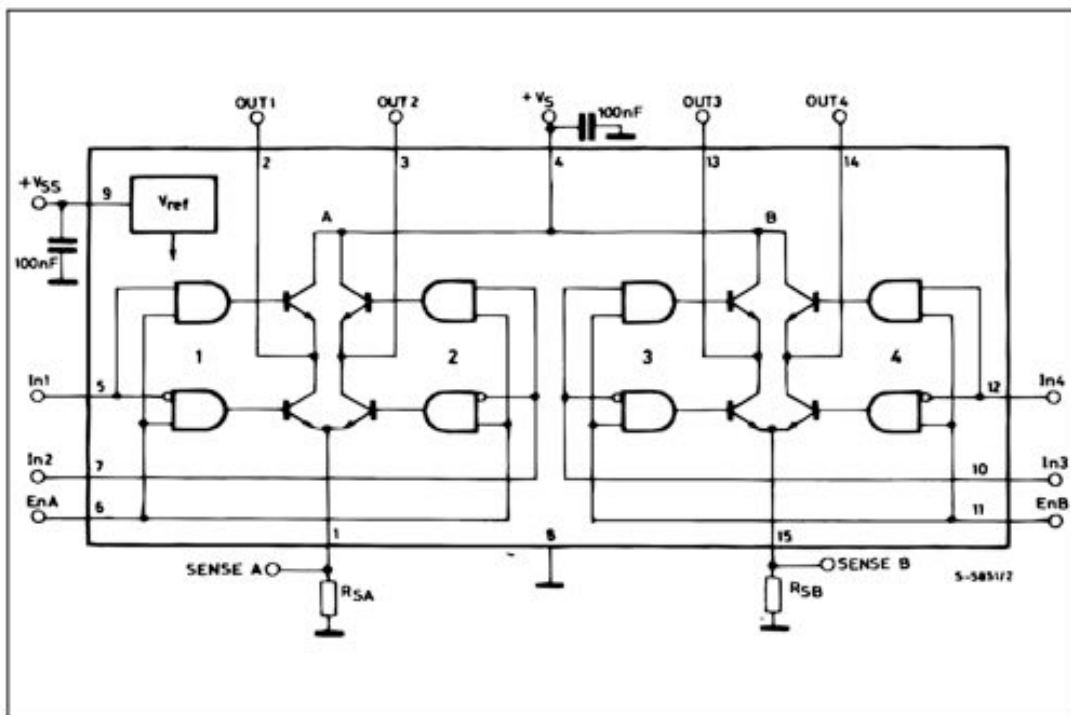 OUT1
OUT2
+VS
100nF
OUT3
OUT4
2
3
4
13
14
+VSS
9
Vref
A
B
100nF
1
2
3
4
In1
5
12
In4
In2
7
10
In3
EnA
6
11
EnB
1
8
15
SENSE A
SENSE B
S-5851/2
RSA
RSB